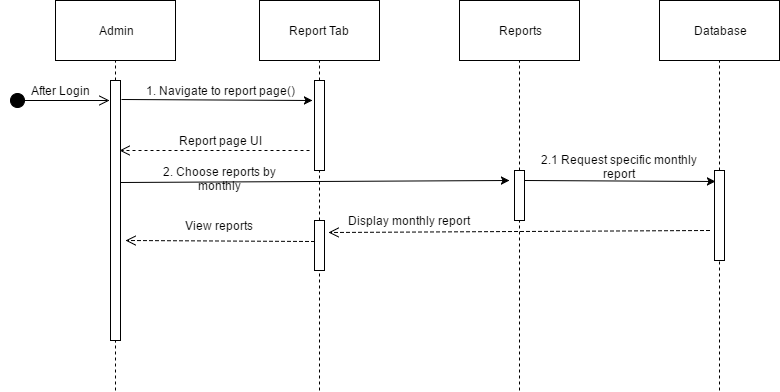 Admin
Report Tab
Reports
Database
After Login
1. Navigate to report page()
Report page UI
2. Choose reports by
monthly
2.1 Request specific monthly
report
View reports
Display monthly report